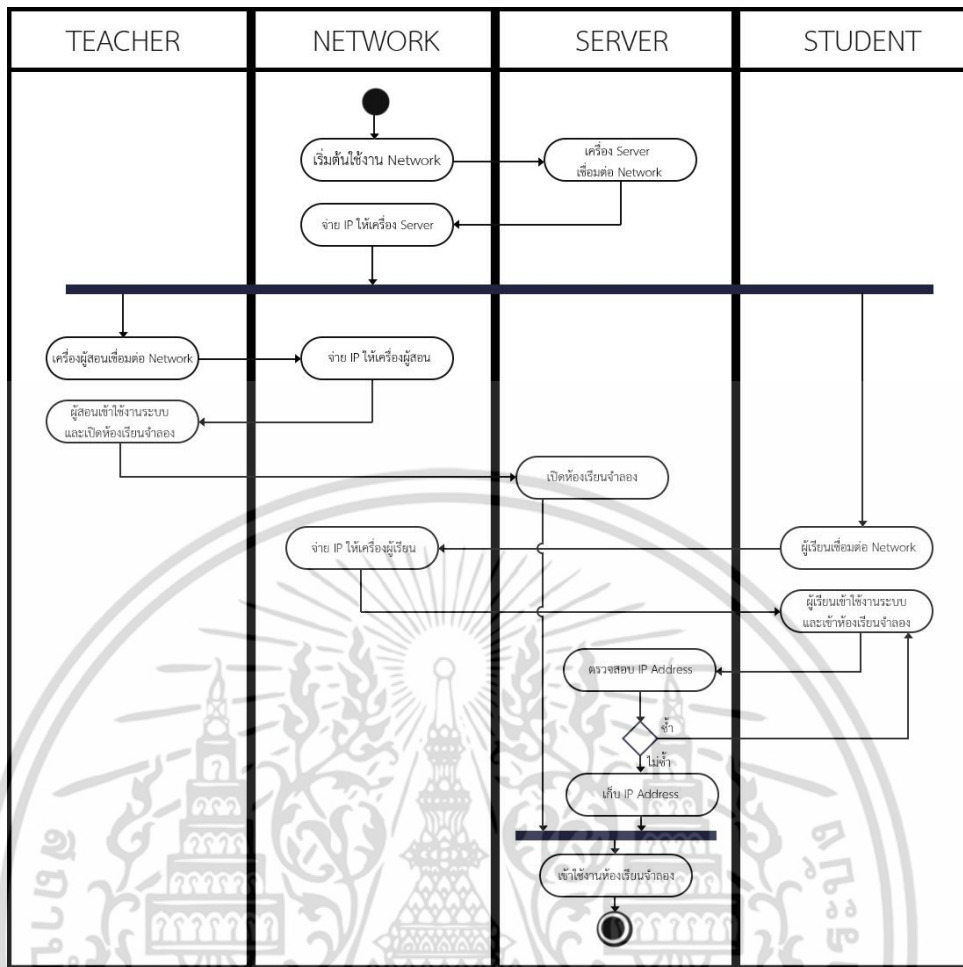 TEACHER
NETWORK
SERVER
STUDENT
เริ่มต้นใช้งาน Network
เครื่อง Server
เชื่อมต่อ Network
จ่าย IP ให้เครื่อง Server
เครื่องผู้สอนเชื่อมต่อ Network
จ่าย IP ให้เครื่องผู้สอน
ผู้สอนเข้าใช้งานระบบ
และเปิดห้องเรียนจำลอง
เปิดห้องเรียนจำลอง
จ่าย IP ให้เครื่องผู้เรียน
ผู้เรียนเชื่อมต่อ Network
ผู้เรียนเข้าใช้งานระบบ
และเข้าห้องเรียนจำลอง
ตรวจสอบ IP Address
ซ้ำ
ไม่ซ้ำ
เก็บ IP Address
เข้าใช้งานห้องเรียนจำลอง